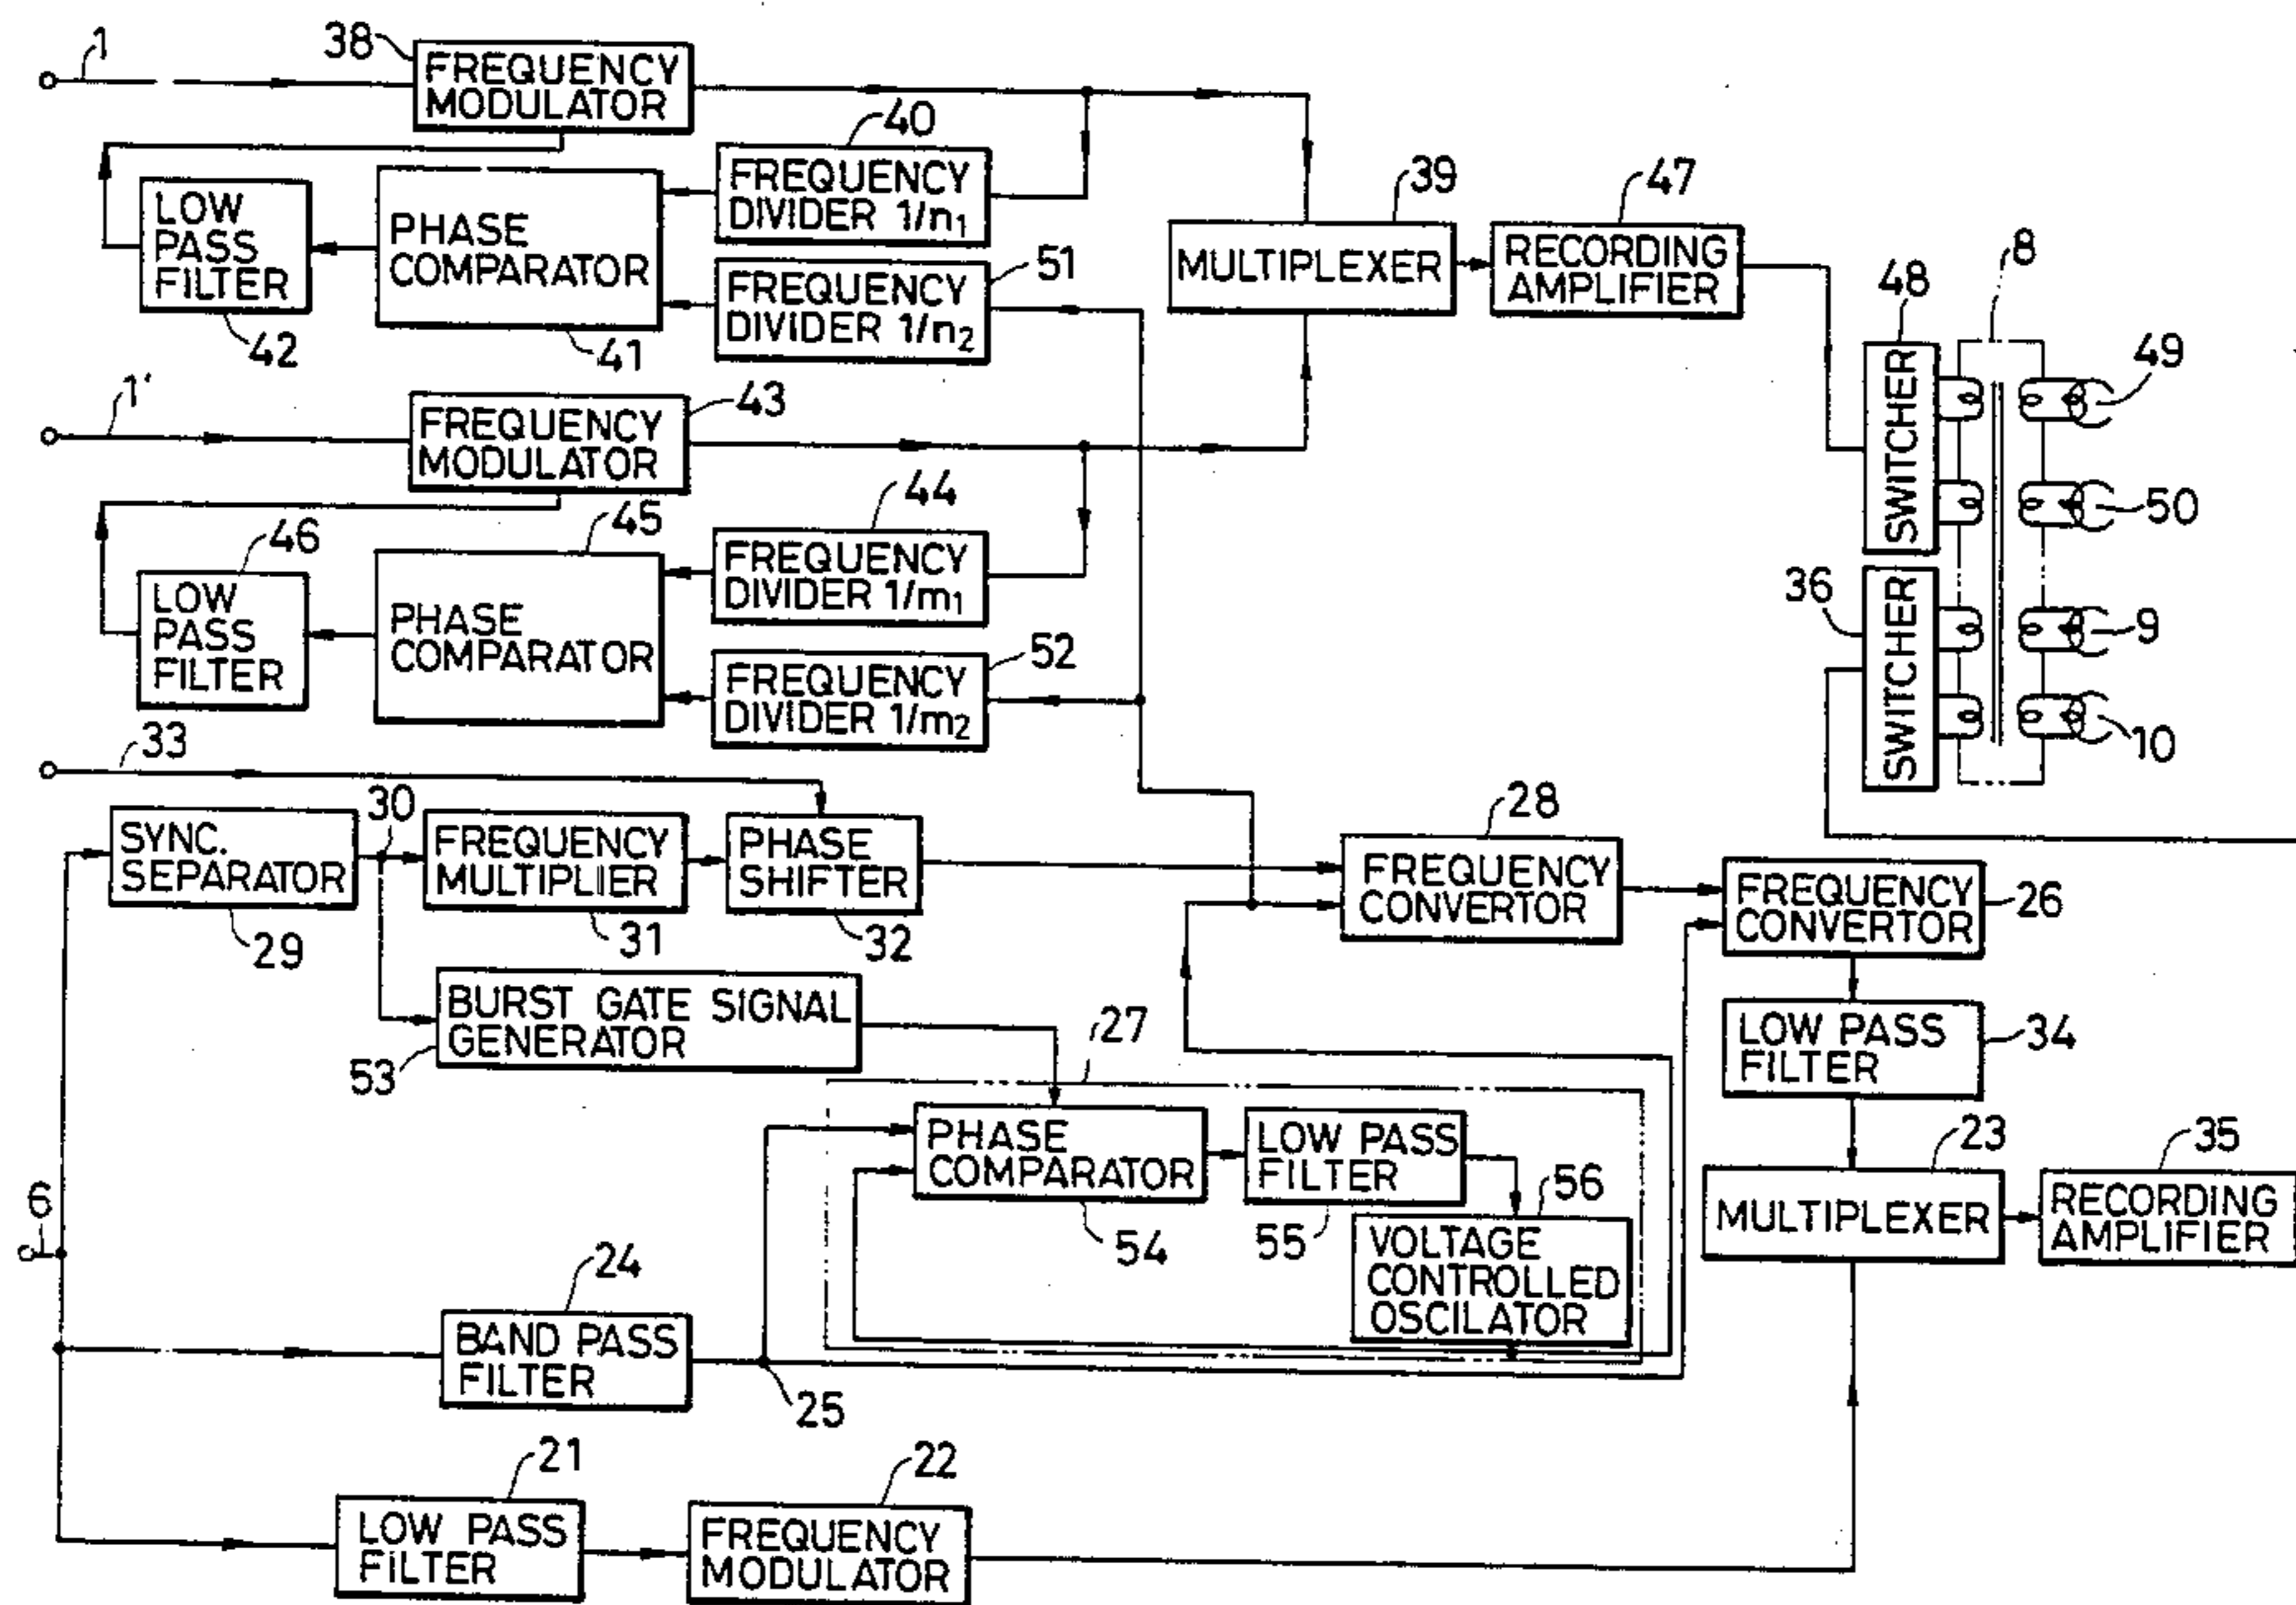 1
38
FREQUENCY
MODULATOR
40
FREQUENCY
DIVIDER 1/n1
LOW
PASS
FILTER
42
PHASE
COMPARATOR
41
51
FREQUENCY
DIVIDER 1/n2
39
MULTIPLEXER
47
RECORDING
AMPLIFIER
48
SWITCHER
8
49
50
1'
43
FREQUENCY
MODULATOR
44
FREQUENCY
DIVIDER 1/m1
46
LOW
PASS
FILTER
45
PHASE
COMPARATOR
52
FREQUENCY
DIVIDER 1/m2
36
SWITCHER
9
10
33
SYNC.
SEPARATOR
29
30
FREQUENCY
MULTIPLIER
31
PHASE
SHIFTER
32
28
FREQUENCY
CONVERTOR
FREQUENCY
CONVERTOR
26
BURST GATE SIGNAL
GENERATOR
53
27
LOW PASS
FILTER
34
PHASE
COMPARATOR
54
LOW PASS
FILTER
55
56
VOLTAGE
CONTROLLED
OSCILATOR
23
MULTIPLEXER
35
RECORDING
AMPLIFIER
6
24
BAND PASS
FILTER
25
21
LOW PASS
FILTER
22
FREQUENCY
MODULATOR